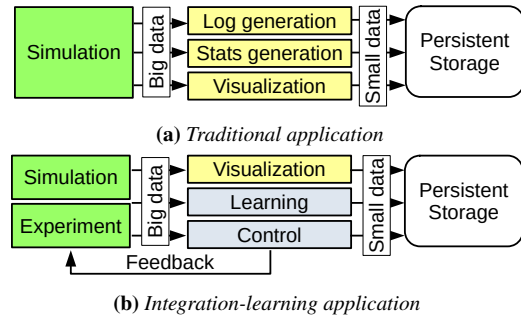 Simulation
Big data
Log generation
Stats generation
Visualization
Small data
Persistent
Storage
(a) Traditional application
Simulation
Experiment
Big data
Visualization
Learning
Control
Small data
Persistent
Storage
Feedback
(b) Integration-learning application